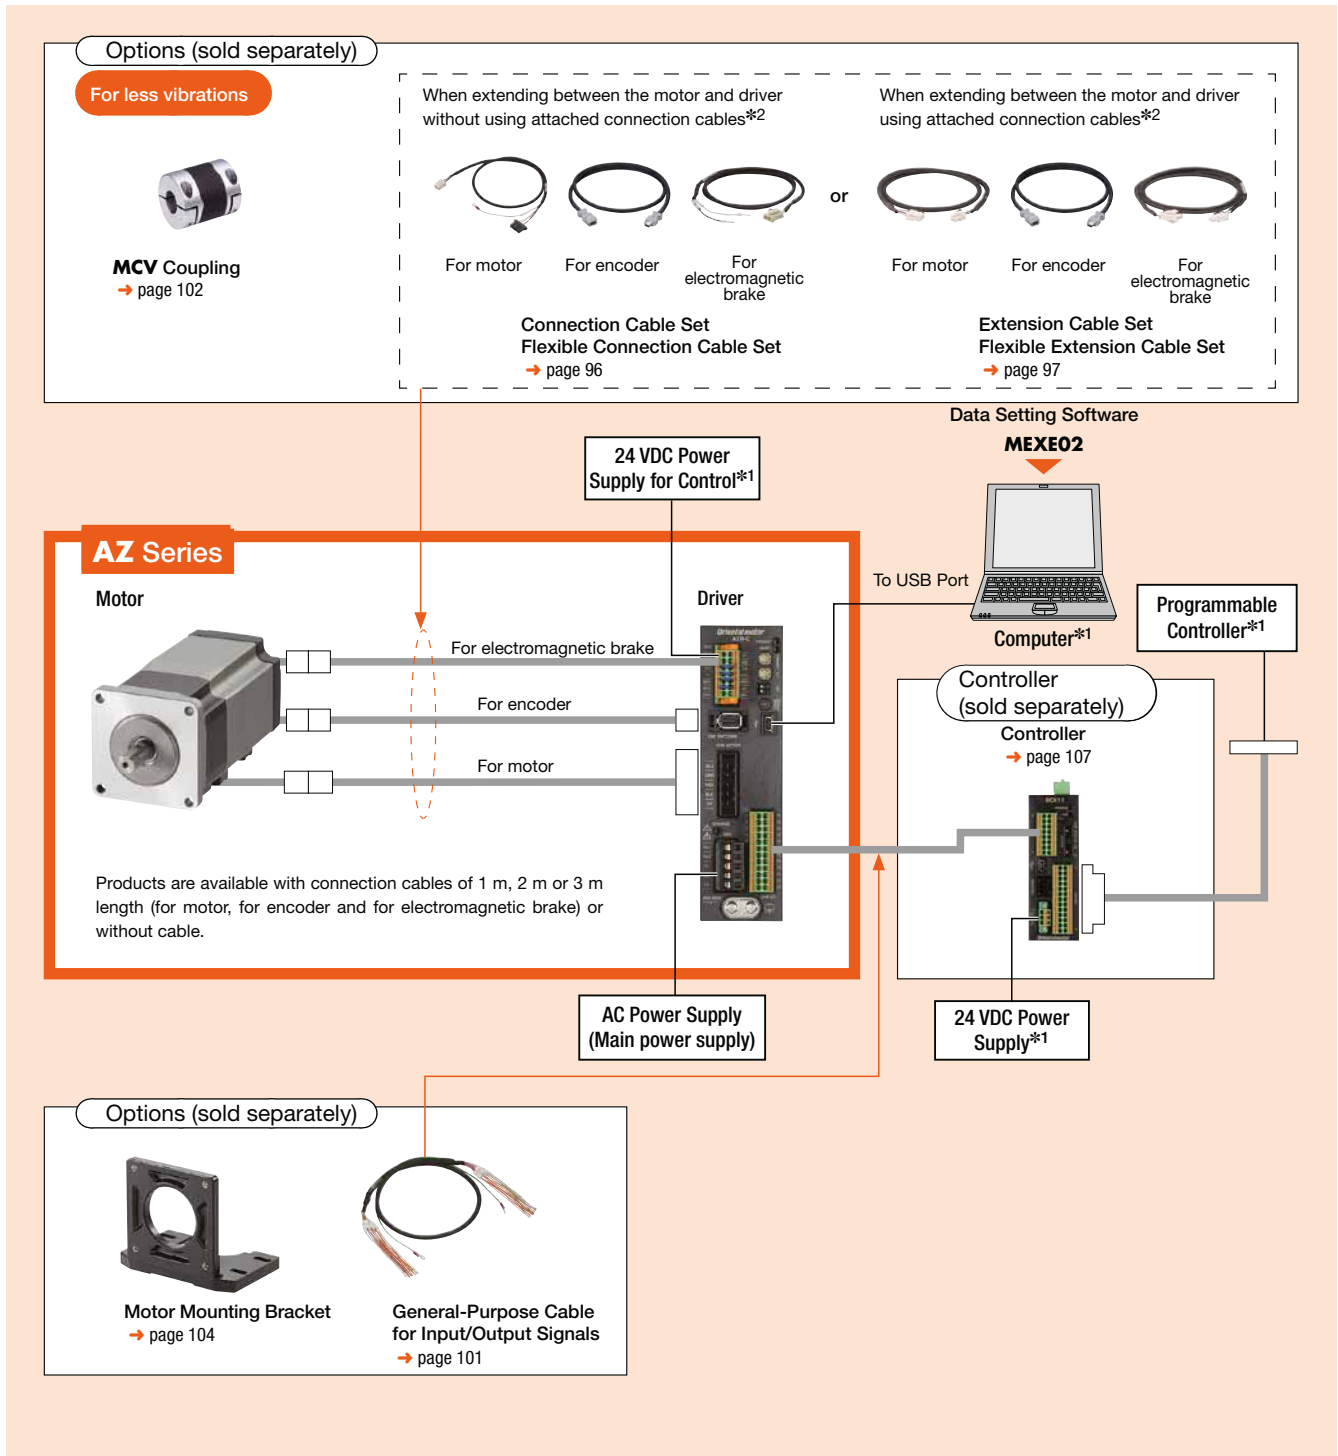 Options (sold separately)
For less vibrations
MCV Coupling
→ page 102
When extending between the motor and driver
without using attached connection cables*2
For motor
For encoder
For
electromagnetic
brake
Connection Cable Set
Flexible Connection Cable Set
→ page 96
or
When extending between the motor and driver
using attached connection cables*2
For motor
For encoder
For
electromagnetic
brake
Extension Cable Set
Flexible Extension Cable Set
→ page 97
Data Setting Software
MEXE02
24 VDC Power
Supply for Control*1
AZ Series
Motor
Driver
To USB Port
Computer*1
Programmable
Controller*1
Orientalmotor
For electromagnetic brake
For encoder
For motor
Controller
(sold separately)
Controller
→ page 107
Products are available with connection cables of 1 m, 2 m or 3 m
length (for motor, for encoder and for electromagnetic brake) or
without cable.
AC Power Supply
(Main power supply)
24 VDC Power
Supply*1
Options (sold separately)
Motor Mounting Bracket
→ page 104
General-Purpose Cable
for Input/Output Signals
→ page 101